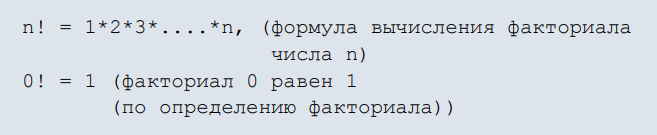 n! = 1*2*3*....*n, (формула вычисления факториала
числа n)
0! = 1 (факториал 0 равен 1
(по определению факториала))